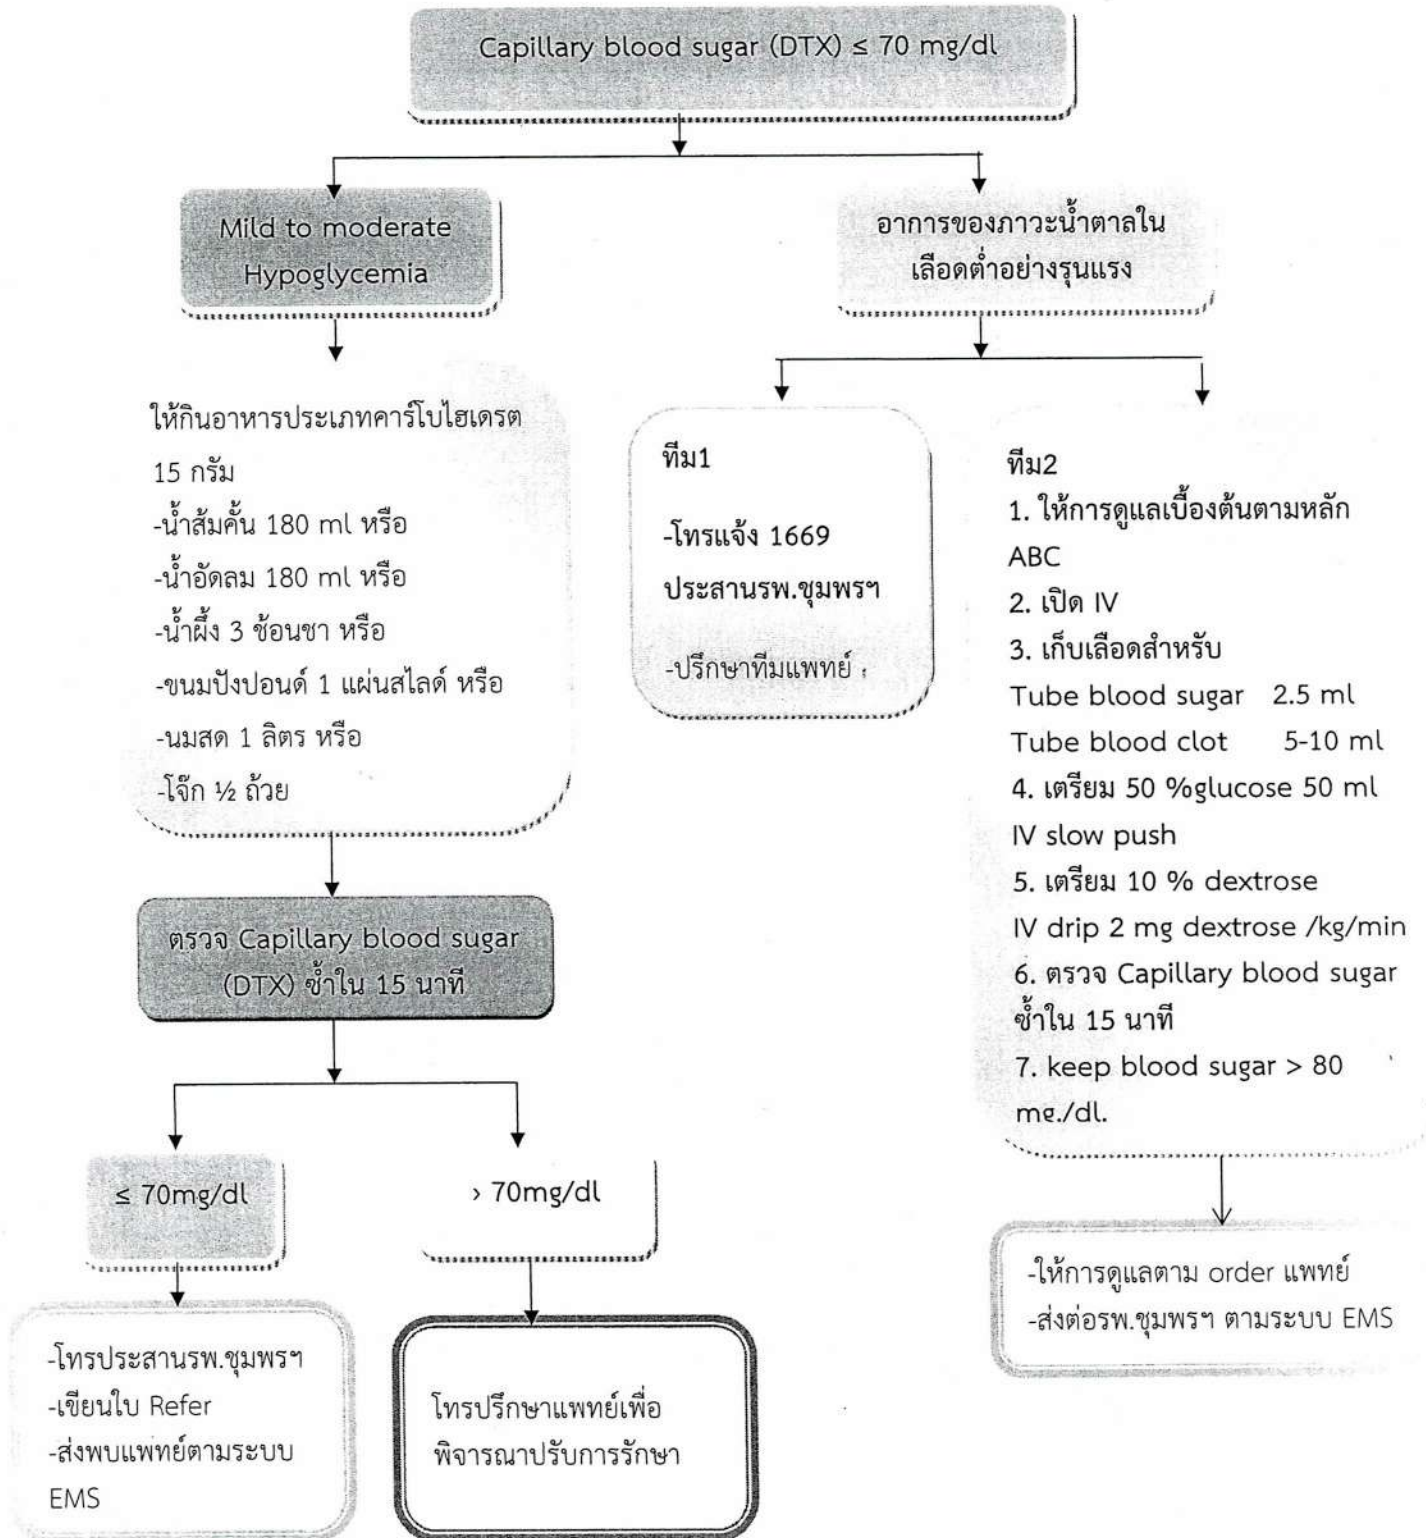 Capillary blood sugar (DTX) ≤ 70 mg/dl
Mild to moderate
Hypoglycemia
อาการของภาวะน้ำตาลใน
เลือดต่ำอย่างรุนแรง
ให้กินอาหารประเภทคาร์โบไฮเดรต
15 กรัม
-น้ำส้มคั้น 180 ml หรือ
-น้ำอัดลม 180 ml หรือ
-น้ำผึ้ง 3 ช้อนชา หรือ
-ขนมปังปอนด์ 1 แผ่นสไลด์ หรือ
-นมสด 1 ลิตร หรือ
-โจ๊ก ½ ถ้วย
ทีม1
-โทรแจ้ง 1669
ประสานรพ.ชุมพรฯ
-ปรึกษาทีมแพทย์
ทีม2
1. ให้การดูแลเบื้องต้นตามหลัก
ABC
2. เปิด IV
3. เก็บเลือดสำหรับ
Tube blood sugar 2.5 ml
Tube blood clot 5-10 ml
4. เตรียม 50 %glucose 50 ml
IV slow push
5. เตรียม 10 % dextrose
IV drip 2 mg dextrose /kg/min
6. ตรวจ Capillary blood sugar
ซ้ำใน 15 นาที
7. keep blood sugar > 80
mg./dl.
ตรวจ Capillary blood sugar
(DTX) ซ้ำใน 15 นาที
≤ 70mg/dl
> 70mg/dl
-โทรประสานรพ.ชุมพรฯ
-เขียนใบ Refer
-ส่งพบแพทย์ตามระบบ
EMS
โทรปรึกษาแพทย์เพื่อ
พิจารณาปรับการรักษา
-ให้การดูแลตาม order แพทย์
-ส่งต่อรพ.ชุมพรฯ ตามระบบ EMS